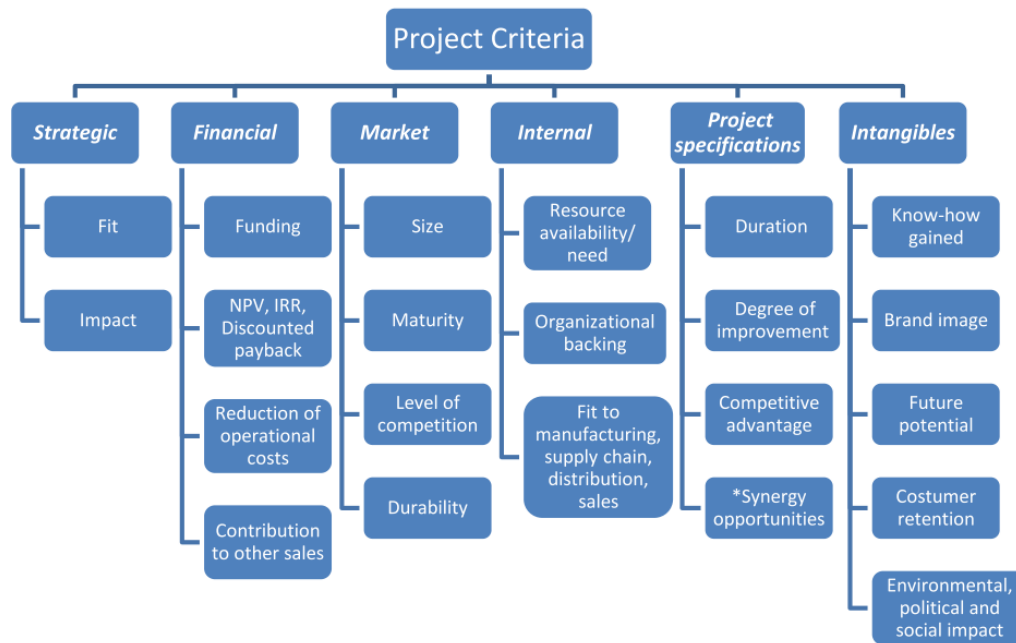 Project Criteria
Strategic
Fit
Impact
Financial
Funding
NPV, IRR,
Discounted
payback
Reduction of
operational
costs
Contribution
to other sales
Market
Size
Maturity
Level of
competition
Durability
Internal
Resource
availability/
need
Organizational
backing
Fit to
manufacturing,
supply chain,
distribution,
sales
Project
specifications
Duration
Degree of
improvement
Competitive
advantage
*Synergy
opportunities
Intangibles
Know-how
gained
Brand image
Future
potential
Costumer
retention
Environmental,
political and
social impact